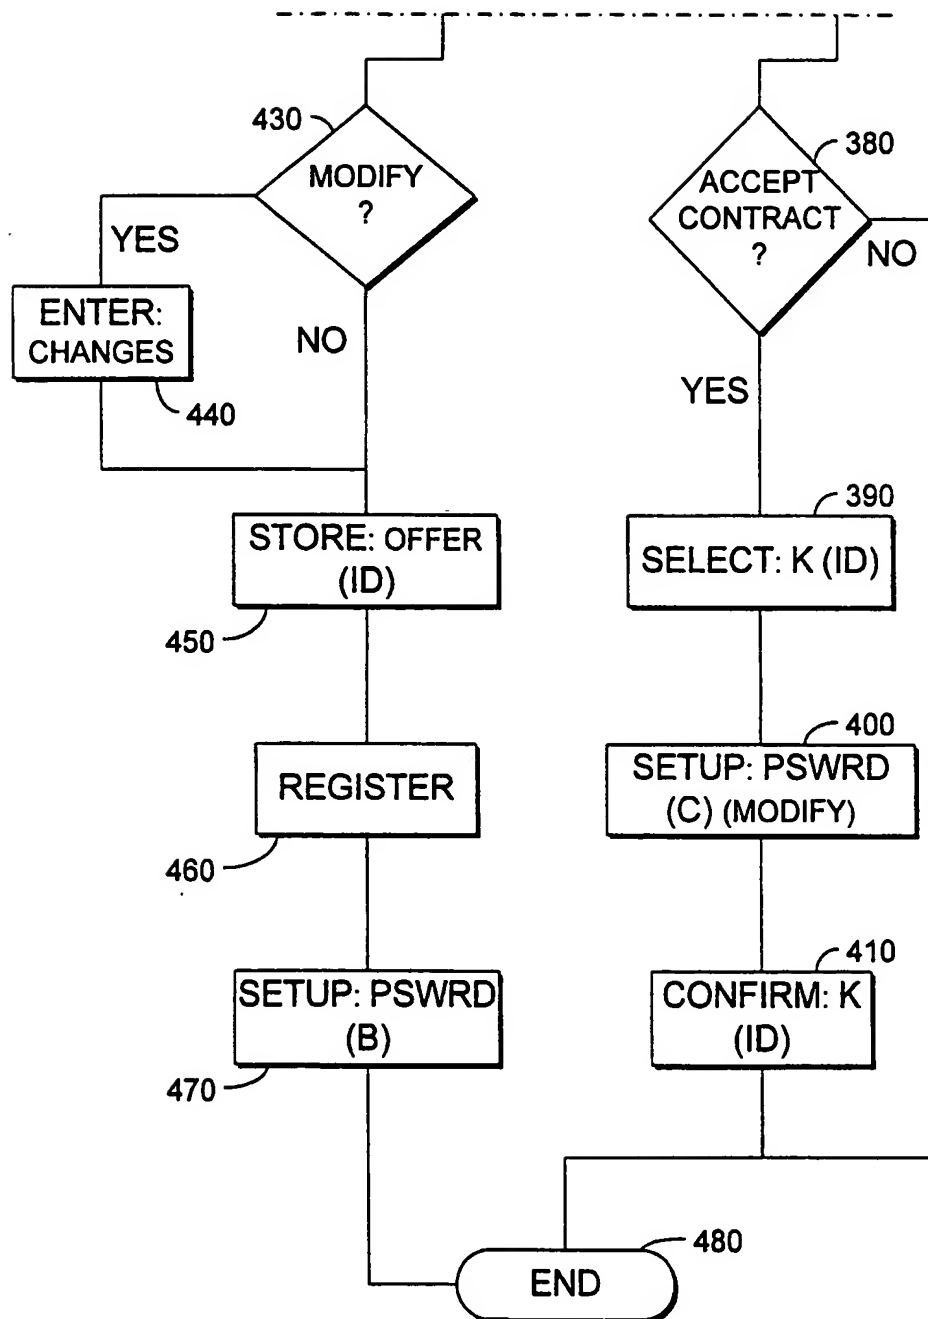 430
MODIFY
?
YES
NO
ENTER:
CHANGES
440
STORE: OFFER
(ID)
450
REGISTER
460
SETUP: PSWRD
(B)
470
380
ACCEPT
CONTRACT
?
NO
YES
390
SELECT: K (ID)
400
SETUP: PSWRD
(C) (MODIFY)
410
CONFIRM: K
(ID)
480
END